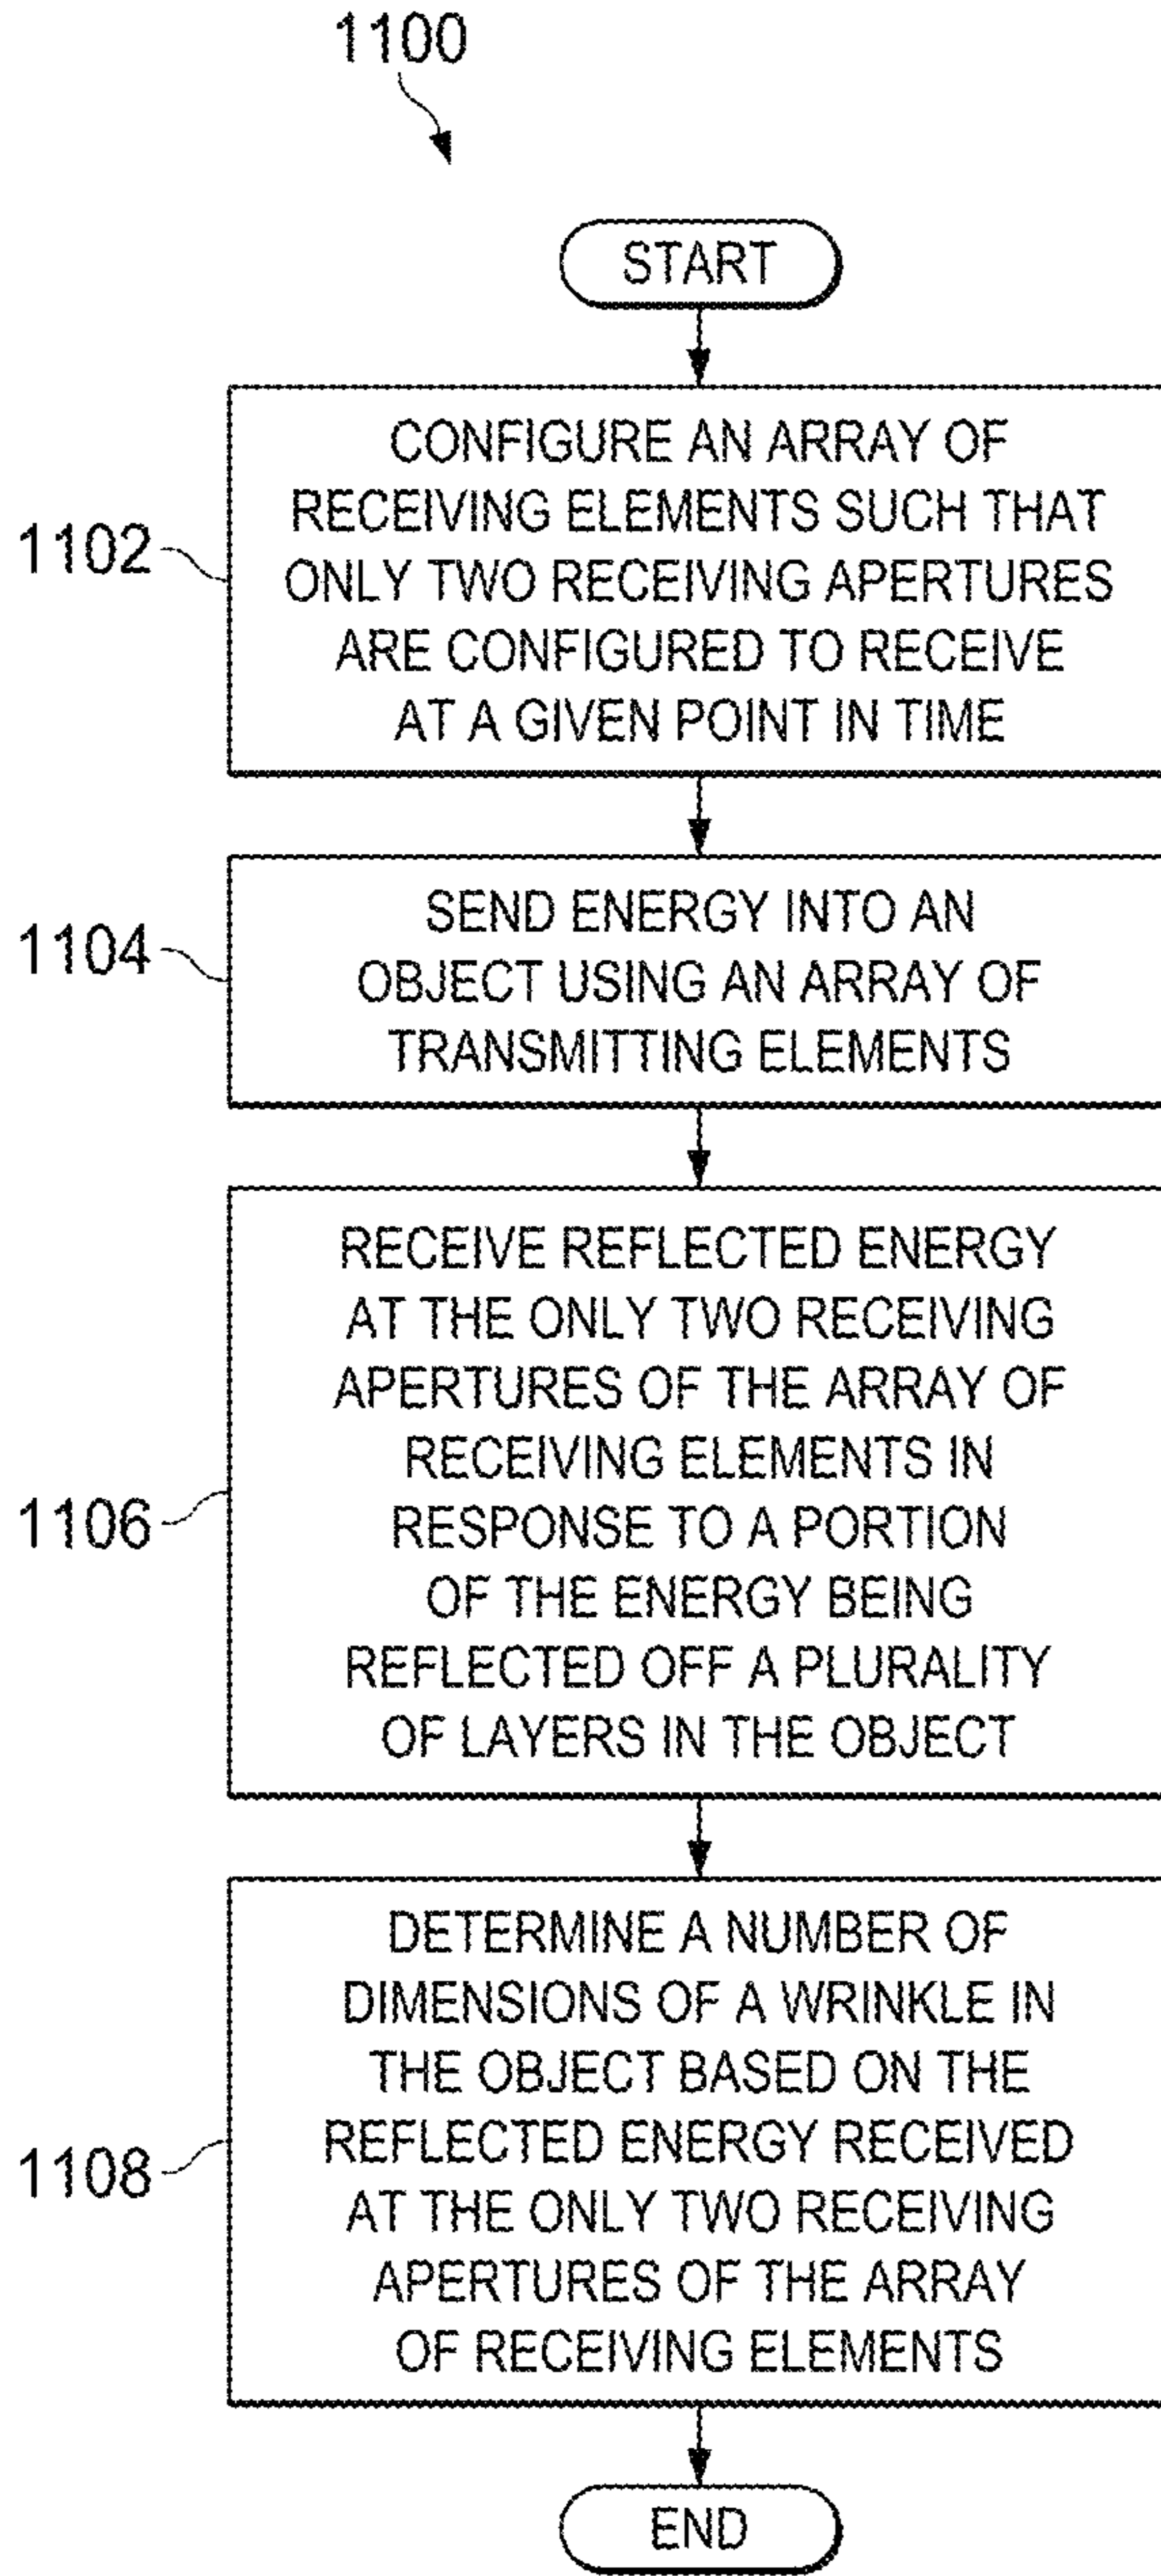 1100
START
1102
CONFIGURE AN ARRAY OF
RECEIVING ELEMENTS SUCH THAT
ONLY TWO RECEIVING APERTURES
ARE CONFIGURED TO RECEIVE
AT A GIVEN POINT IN TIME
1104
SEND ENERGY INTO AN
OBJECT USING AN ARRAY OF
TRANSMITTING ELEMENTS
1106
RECEIVE REFLECTED ENERGY
AT THE ONLY TWO RECEIVING
APERTURES OF THE ARRAY OF
RECEIVING ELEMENTS IN
RESPONSE TO A PORTION
OF THE ENERGY BEING
REFLECTED OFF A PLURALITY
OF LAYERS IN THE OBJECT
1108
DETERMINE A NUMBER OF
DIMENSIONS OF A WRINKLE IN
THE OBJECT BASED ON THE
REFLECTED ENERGY RECEIVED
AT THE ONLY TWO RECEIVING
APERTURES OF THE ARRAY
OF RECEIVING ELEMENTS
END